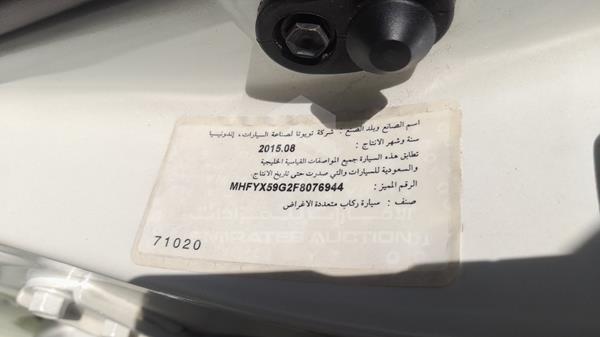 اسم الصانع وبلد الصنع : شركة تويوتا لصناعة السيارات، إندونيسيا
سنة وشهر الانتاج : 2015.08
تطابق هذه السيارة جميع المواصفات القياسية الخليجية
والسعودية للسيارات والتي صدرت حتى تاريخ الانتاج.
الرقم المميز : MHFYX59G2F8076944
صنف : سيارة ركاب متعددة الاغراض
71020
EMIRATES AUCTION